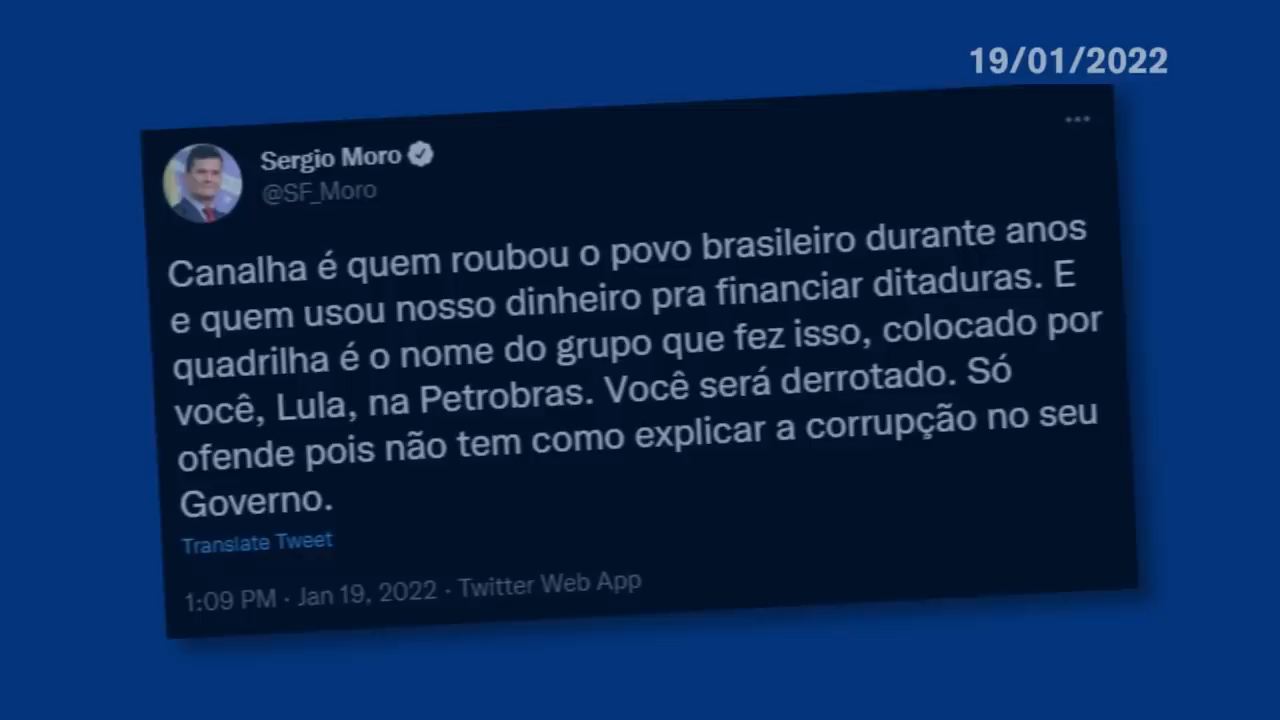 19/01/2022
Sergio Moro
@SF_Moro
Canalha é quem roubou o povo brasileiro durante anos
e quem usou nosso dinheiro pra financiar ditaduras. E
quadrilha é o nome do grupo que fez isso, colocado por
você, Lula, na Petrobras. Você será derrotado. Só
ofende pois não tem como explicar a corrupção no seu
Governo.
Translate Tweet
1:09 PM · Jan 19, 2022 · Twitter Web App